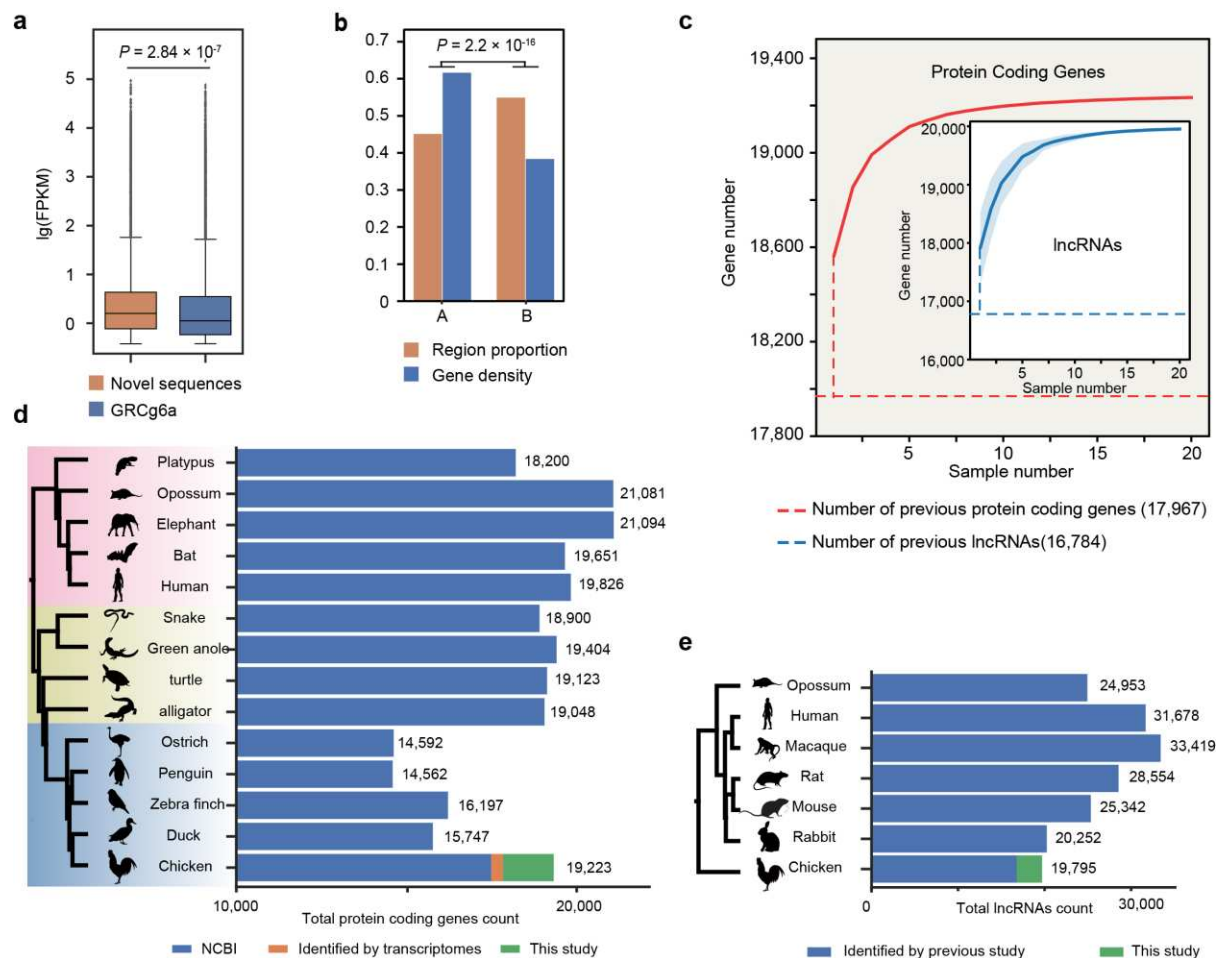 a
P = 2.84 × 10-7
lg(FPKM)
5
4
3
2
1
0
Novel sequences
GRCg6a
b
P = 2.2 × 10-16
0.7
0.6
0.5
0.4
0.3
0.2
0.1
0
A
B
Region proportion
Gene density
c
Protein Coding Genes
Gene number
19,400
19,000
18,600
18,200
17,800
5
10
15
20
Sample number
lncRNAs
Gene number
20,000
19,000
18,000
17,000
16,000
5
10
15
20
Sample number
Number of previous protein coding genes (17,967)
Number of previous lncRNAs(16,784)
d
Platypus 18,200
Opossum 21,081
Elephant 21,094
Bat 19,651
Human 19,826
Snake 18,900
Green anole 19,404
turtle 19,123
alligator 19,048
Ostrich 14,592
Penguin 14,562
Zebra finch 16,197
Duck 15,747
Chicken 19,223
10,000 20,000
Total protein coding genes count
NCBI Identified by transcriptomes This study
e
Opossum 24,953
Human 31,678
Macaque 33,419
Rat 28,554
Mouse 25,342
Rabbit 20,252
Chicken 19,795
0 30,000
Total lncRNAs count
Identified by previous study This study